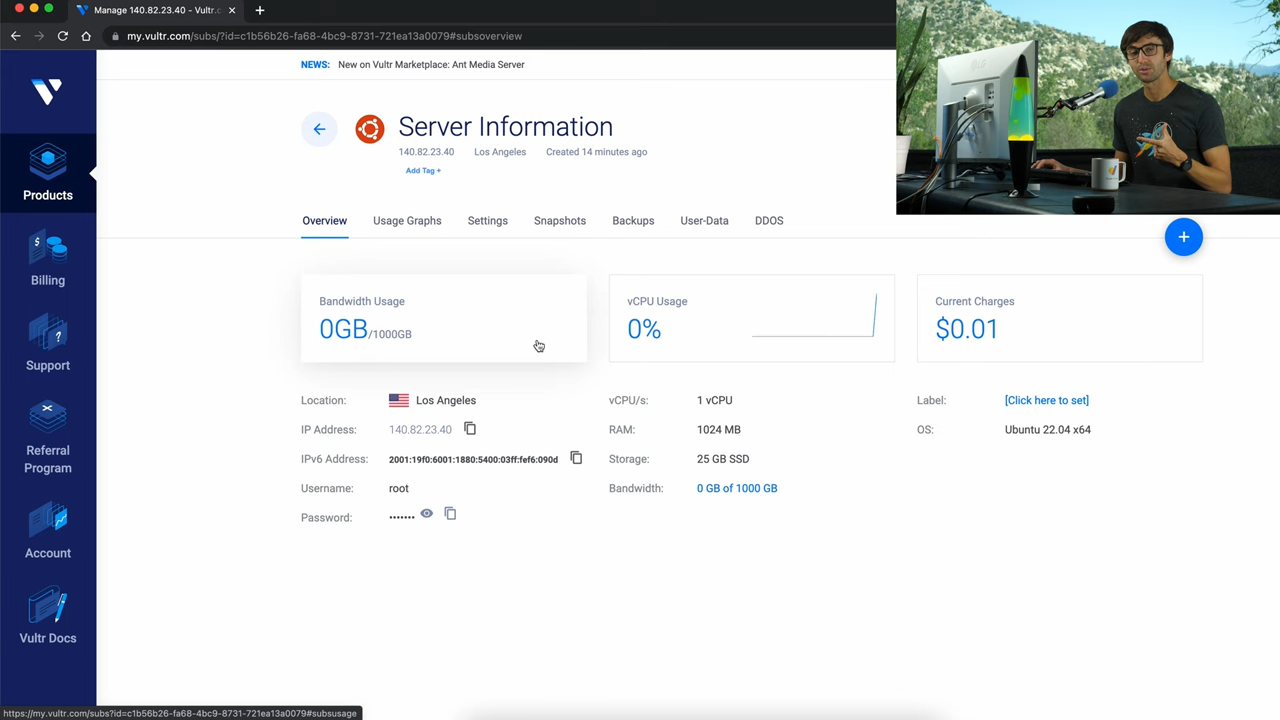 Manage 140.82.23.40 - Vultr.c
my.vultr.com/subs/?id=c1b56b26-fa68-4bc9-8731-721ea13a0079#subsoverview
NEWS: New on Vultr Marketplace: Ant Media Server
Server Information
140.82.23.40 Los Angeles Created 14 minutes ago
Add Tag +
Products
Billing
Support
Referral
Program
Account
Vultr Docs
Overview Usage Graphs Settings Snapshots Backups User-Data DDOS
Bandwidth Usage
0GB/1000GB
vCPU Usage
0%
Current Charges
$0.01
Location: Los Angeles
IP Address: 140.82.23.40
IPv6 Address: 2001:19f0:6001:1880:5400:03ff:fef6:090d
Username: root
Password: •••••••
vCPU/s: 1 vCPU
RAM: 1024 MB
Storage: 25 GB SSD
Bandwidth: 0 GB of 1000 GB
Label: [Click here to set]
OS: Ubuntu 22.04 x64
https://my.vultr.com/subs?id=c1b56b26-fa68-4bc9-8731-721ea13a0079#subsusage